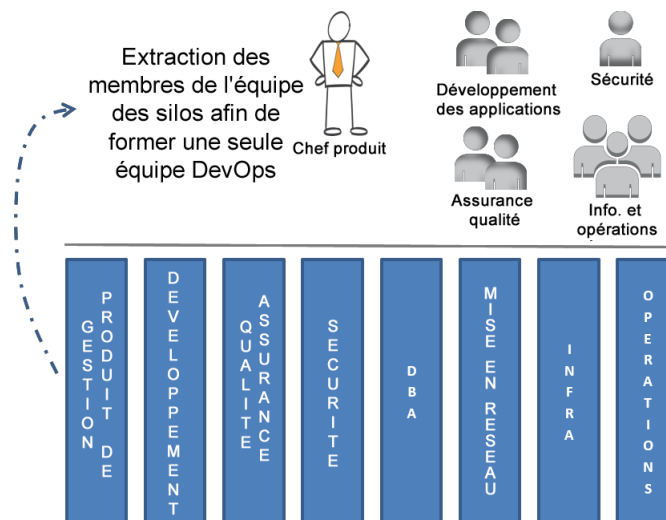 Extraction des
membres de l'équipe
des silos afin de
former une seule
équipe DevOps
Chef produit
Développement
des applications
Sécurité
Assurance
qualité
Info. et
opérations
PRODUIT DE
GESTION
DEVELOPPEMENT
ASSURANCE
QUALITE
SECURITE
DBA
MISE EN RESEAU
INFRA
OPERATIONS